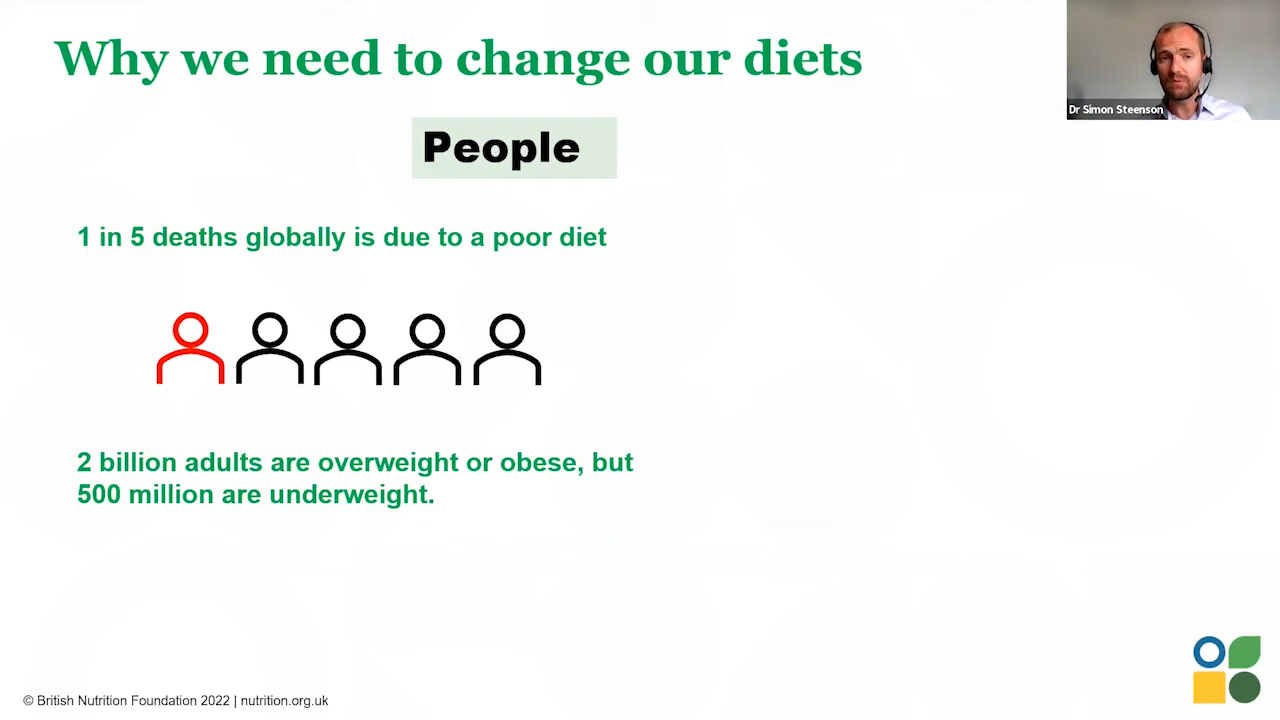 Why we need to change our diets
Dr Simon Steenson
People
1 in 5 deaths globally is due to a poor diet
2 billion adults are overweight or obese, but
500 million are underweight.
© British Nutrition Foundation 2022 | nutrition.org.uk